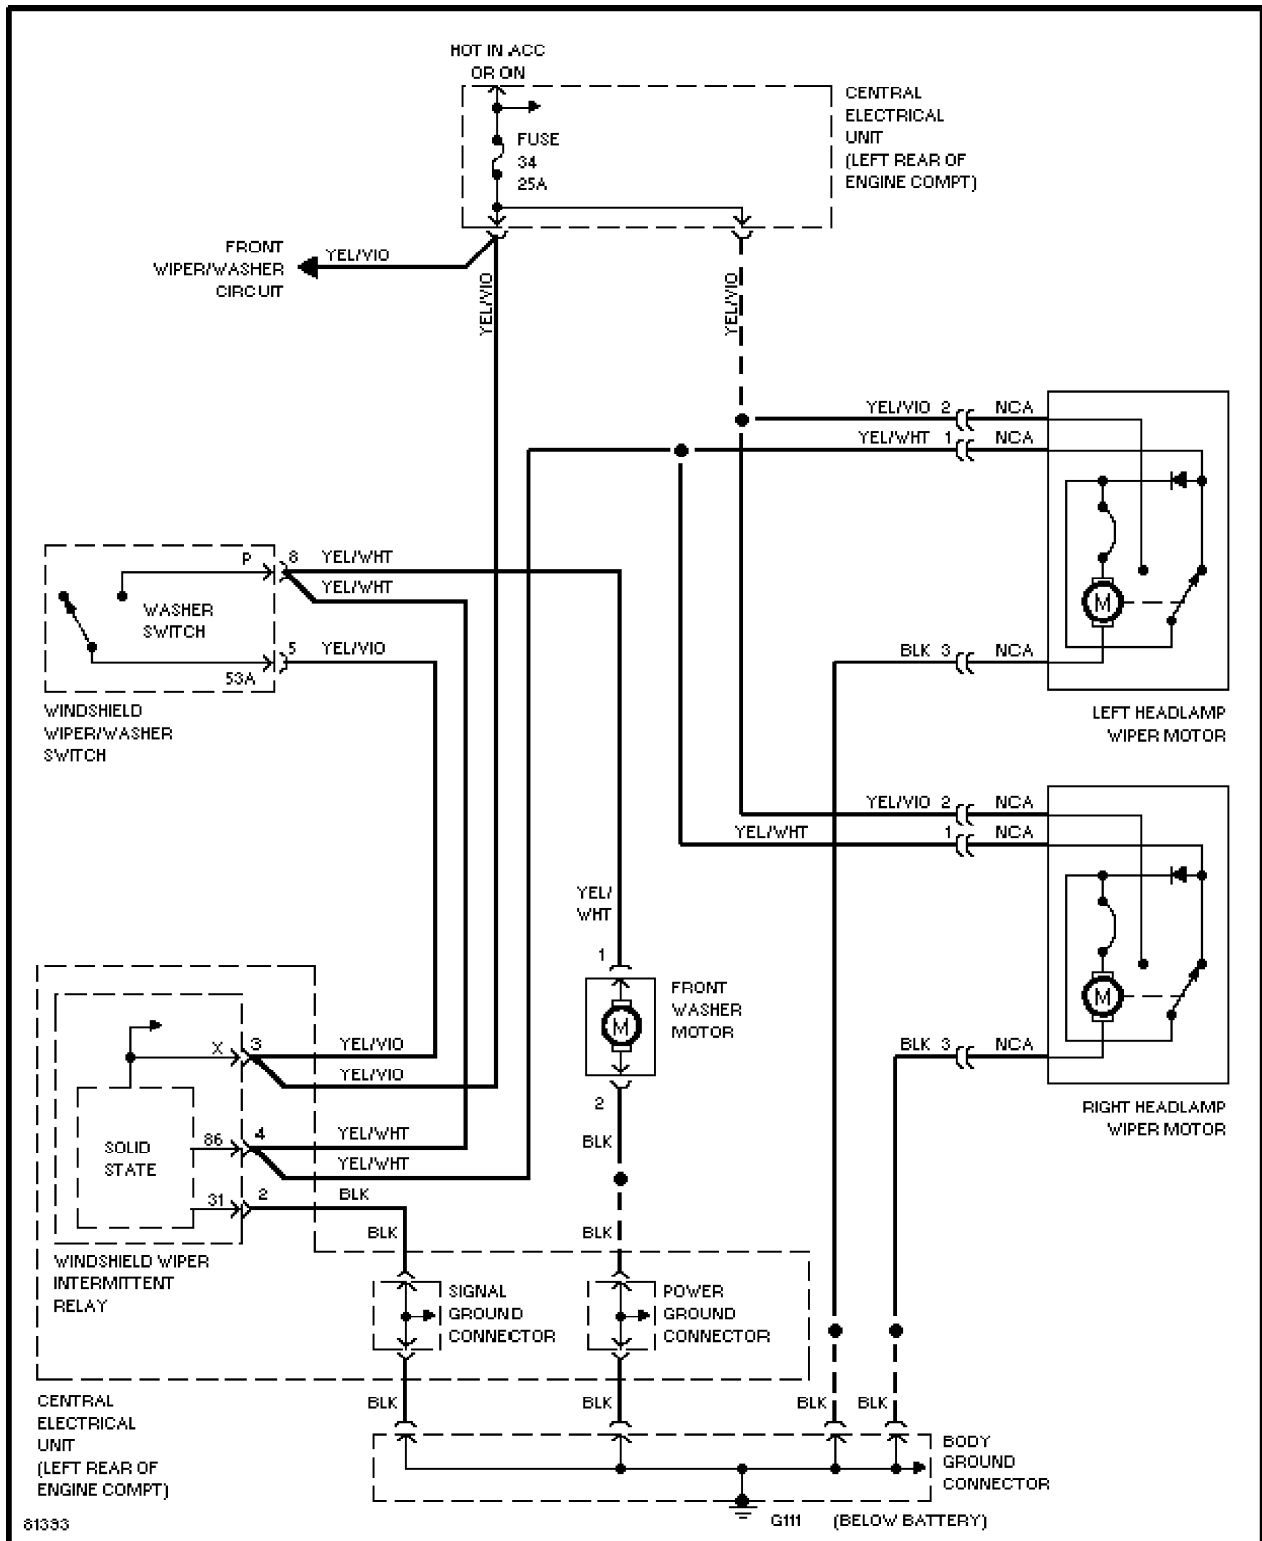 HOT IN ACC
OR ON
CENTRAL
ELECTRICAL
UNIT
(LEFT REAR OF
ENGINE COMPT)
FUSE
34
25A
FRONT
WIPER/WASHER
CIRCUIT
YEL/VIO
YEL/VIO
YEL/VIO
YEL/VIO 2 NCA
YEL/WHT 1 NCA
M
BLK 3 NCA
LEFT HEADLAMP
WIPER MOTOR
P 8 YEL/WHT
YEL/WHT
WASHER
SWITCH
5 YEL/VIO
53A
WINDSHIELD
WIPER/WASHER
SWITCH
YEL/VIO 2 NCA
YEL/WHT 1 NCA
M
BLK 3 NCA
RIGHT HEADLAMP
WIPER MOTOR
YEL/
WHT
1
FRONT
WASHER
MOTOR
M
2
BLK
BLK
X 3 YEL/VIO
YEL/VIO
SOLID
STATE
86 4 YEL/WHT
YEL/WHT
31 2 BLK
BLK
WINDSHIELD WIPER
INTERMITTENT
RELAY
SIGNAL
GROUND
CONNECTOR
POWER
GROUND
CONNECTOR
CENTRAL
ELECTRICAL
UNIT
(LEFT REAR OF
ENGINE COMPT)
BLK
BLK
BLK
BLK
BODY
GROUND
CONNECTOR
G111 (BELOW BATTERY)
81393